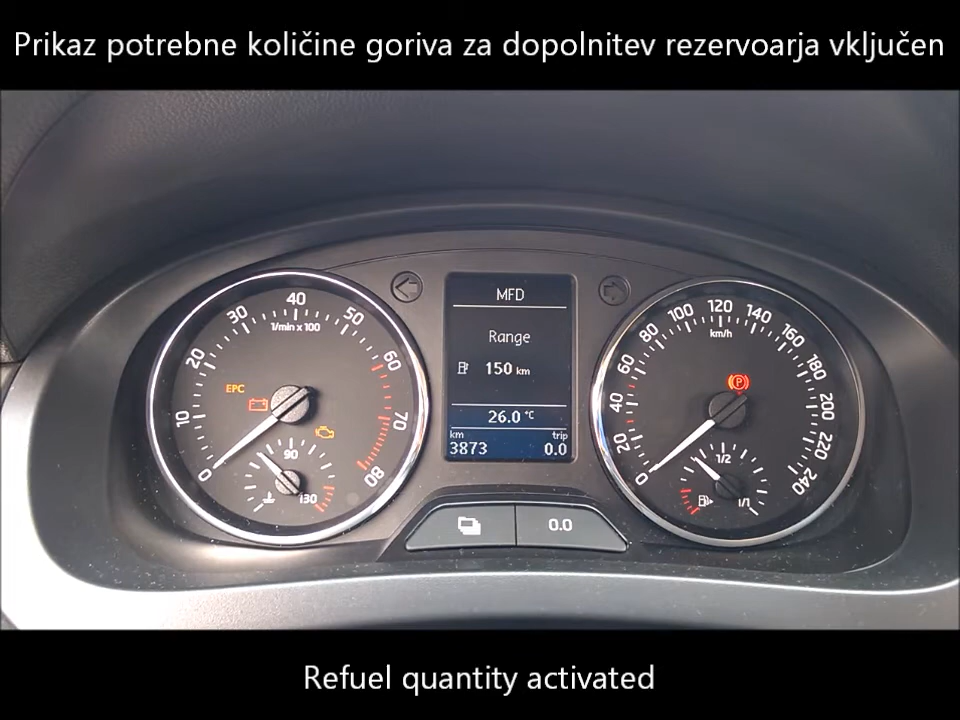 Prikaz potrebne količine goriva za dopolnitev rezervoarja vključen
MFD
Range
150 km
26.0 °C
km trip
3873 0.0
0 10 20 30 40 50 60 70 80
1/min x 100
EPC
90
130
0 20 40 60 80 100 120 140 160 180 200 220 240
km/h
P
1/2
1/1
0.0
Refuel quantity activated